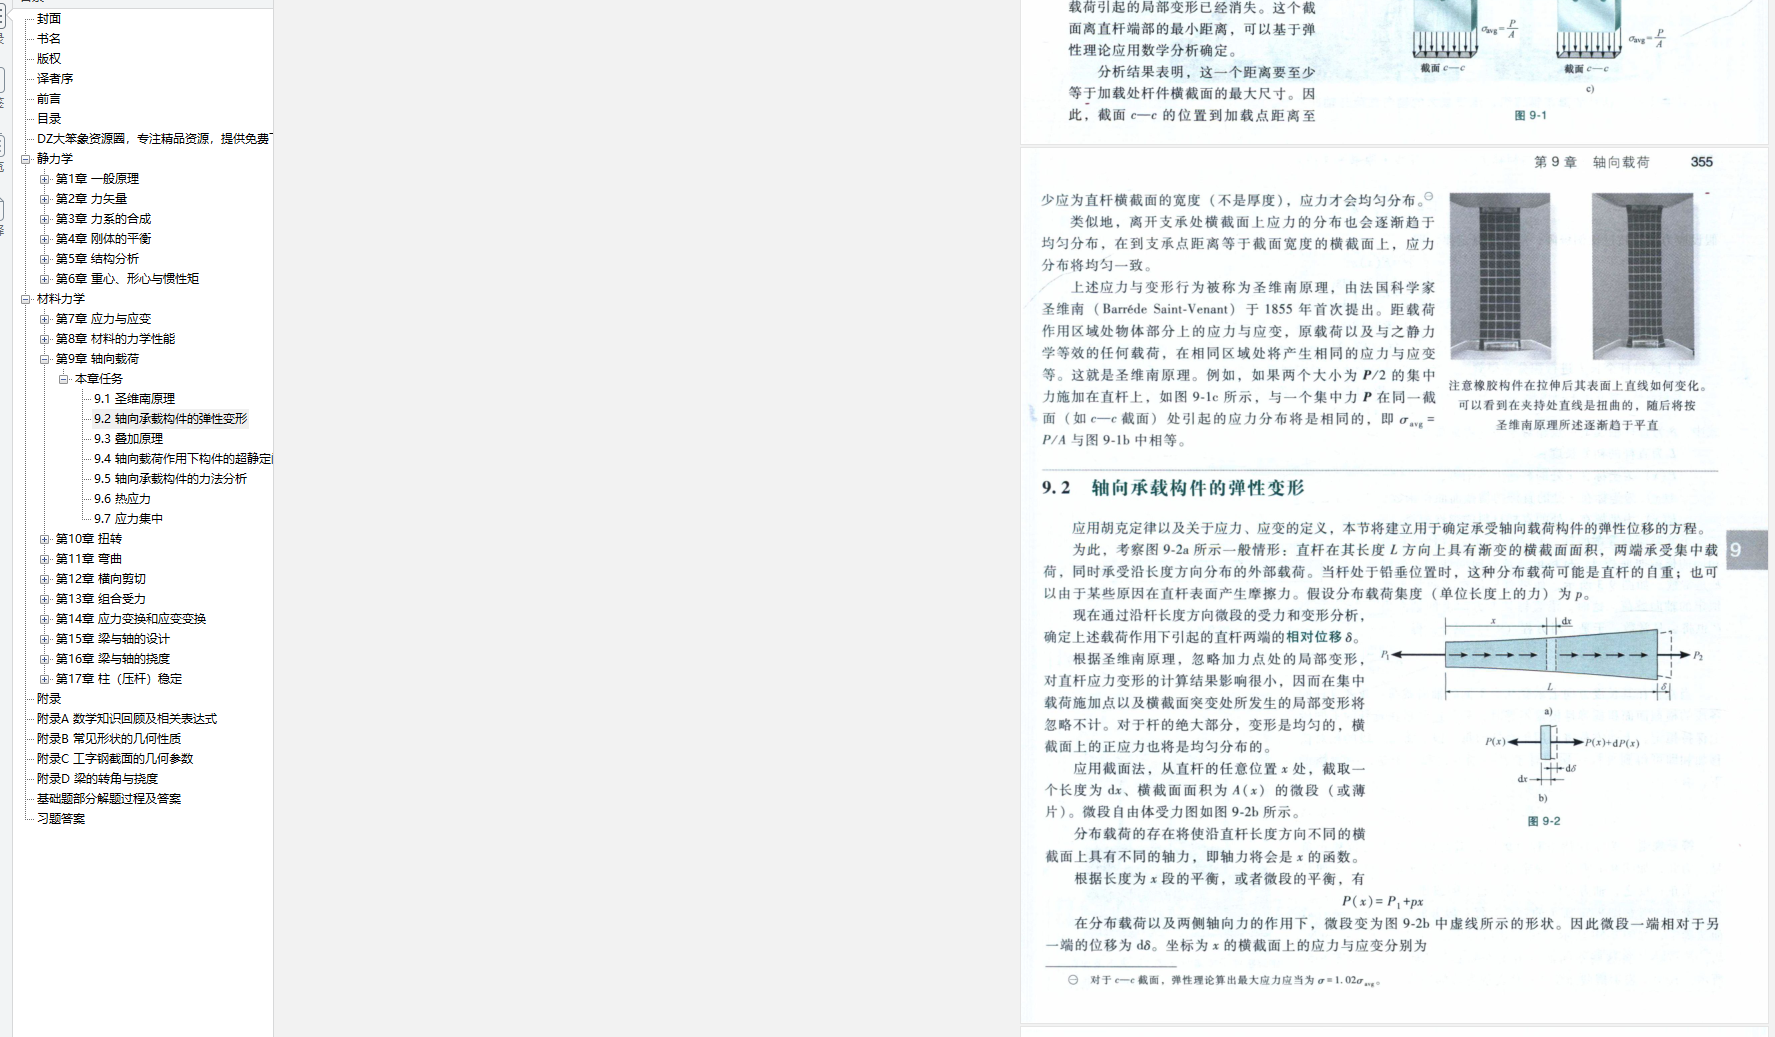 封面
书名
版权
译者序
前言
目录
DZ大笨象资源圈，专注精品资源，提供免费
静力学
第1章 一般原理
第2章 力矢量
第3章 力系的合成
第4章 刚体的平衡
第5章 结构分析
第6章 重心、形心与惯性矩
材料力学
第7章 应力与应变
第8章 材料的力学性能
第9章 轴向载荷
本章任务
9.1 圣维南原理
9.2 轴向承载构件的弹性变形
9.3 叠加原理
9.4 轴向载荷作用下构件的超静定
9.5 轴向承载构件的力法分析
9.6 热应力
9.7 应力集中
第10章 扭转
第11章 弯曲
第12章 横向剪切
第13章 组合受力
第14章 应力变换和应变变换
第15章 梁与轴的设计
第16章 梁与轴的挠度
第17章 柱（压杆）稳定
附录
附录A 数学知识回顾及相关表达式
附录B 常见形状的几何性质
附录C 工字钢截面的几何参数
附录D 梁的转角与挠度
基础题部分解题过程及答案
习题答案
载荷引起的局部变形已经消失。这个截
面离直杆端部的最小距离，可以基于弹
性理论应用数学分析确定。
分析结果表明，这一个距离要至少
等于加载处杆件横截面的最大尺寸。因
此，截面 c—c 的位置到加载点距离至
σavg=P/A
σavg=P/A
截面 c—c
截面 c—c
c)
图 9-1
第 9 章 轴向载荷 355
少应为直杆横截面的宽度（不是厚度），应力才会均匀分布。㊀
类似地，离开支承处横截面上应力的分布也会逐渐趋于
均匀分布，在到支承点距离等于截面宽度的横截面上，应力
分布将均匀一致。
上述应力与变形行为被称为圣维南原理，由法国科学家
圣维南（Barréde Saint-Venant）于 1855 年首次提出。距载荷
作用区域处物体部分上的应力与应变，原载荷以及与之静力
学等效的任何载荷，在相同区域处将产生相同的应力与应变
等。这就是圣维南原理。例如，如果两个大小为 P/2 的集中
力施加在直杆上，如图 9-1c 所示，与一个集中力 P 在同一截
面（如 c—c 截面）处引起的应力分布将是相同的，即 σavg =
P/A 与图 9-1b 中相等。
注意橡胶构件在拉伸后其表面上直线如何变化。
可以看到在夹持处直线是扭曲的，随后将按
圣维南原理所述逐渐趋于平直
9.2 轴向承载构件的弹性变形
应用胡克定律以及关于应力、应变的定义，本节将建立用于确定承受轴向载荷构件的弹性位移的方程。
为此，考察图 9-2a 所示一般情形：直杆在其长度 L 方向上具有渐变的横截面面积，两端承受集中载
荷，同时承受沿长度方向分布的外部载荷。当杆处于铅垂位置时，这种分布载荷可能是直杆的自重；也可
以由于某些原因在直杆表面产生摩擦力。假设分布载荷集度（单位长度上的力）为 p。
9
现在通过沿杆长度方向微段的受力和变形分析，
确定上述载荷作用下引起的直杆两端的相对位移 δ。
根据圣维南原理，忽略加力点处的局部变形，
对直杆应力变形的计算结果影响很小，因而在集中
载荷施加点以及横截面突变处所发生的局部变形将
忽略不计。对于杆的绝大部分，变形是均匀的，横
截面上的正应力也将是均匀分布的。
应用截面法，从直杆的任意位置 x 处，截取一
个长度为 dx、横截面面积为 A(x) 的微段（或薄
片）。微段自由体受力图如图 9-2b 所示。
分布载荷的存在将使沿直杆长度方向不同的横
截面上具有不同的轴力，即轴力将会是 x 的函数。
根据长度为 x 段的平衡，或者微段的平衡，有
x dx
P1 P2
L δ
a)
P(x) P(x)+dP(x)
dδ
dx
b)
图 9-2
P(x)= P1+px
在分布载荷以及两侧轴向力的作用下，微段变为图 9-2b 中虚线所示的形状。因此微段一端相对于另
一端的位移为 dδ。坐标为 x 的横截面上的应力与应变分别为
㊀ 对于 c—c 截面，弹性理论算出最大应力应当为 σ=1.02σavg。